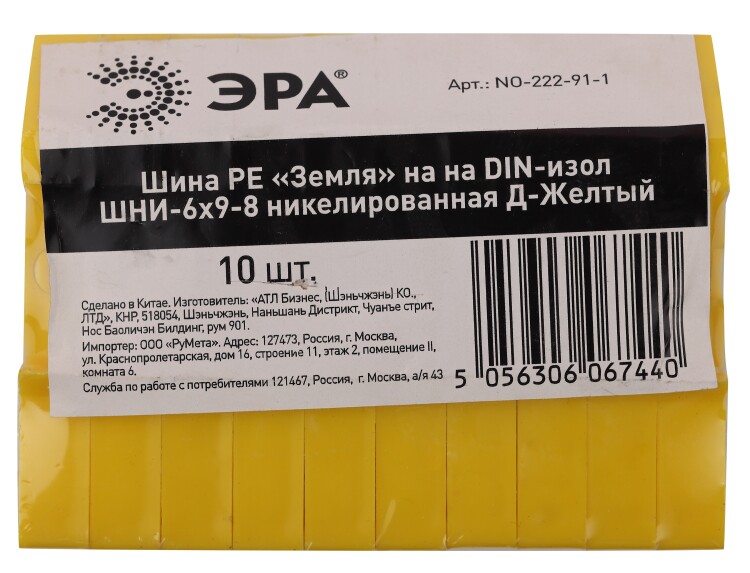 ЭРА®
Арт.: NO-222-91-1
Шина PE «Земля» на на DIN-изол
ШНИ-6х9-8 никелированная Д-Желтый
10 шт.
Сделано в Китае. Изготовитель: «АТЛ Бизнес, (Шэньчжэнь) КО.,
ЛТД», КНР, 518054, Шэньчжэнь, Наньшань Дистрикт, Чуанье стрит,
Нос Баоличэн Билдинг, рум 901.
Импортер: ООО «РуМета». Адрес: 127473, Россия, г. Москва,
ул. Краснопролетарская, дом 16, строение 11, этаж 2, помещение II,
комната 6.
Служба по работе с потребителями 121467, Россия, г. Москва, а/я 43
5 056306 067440